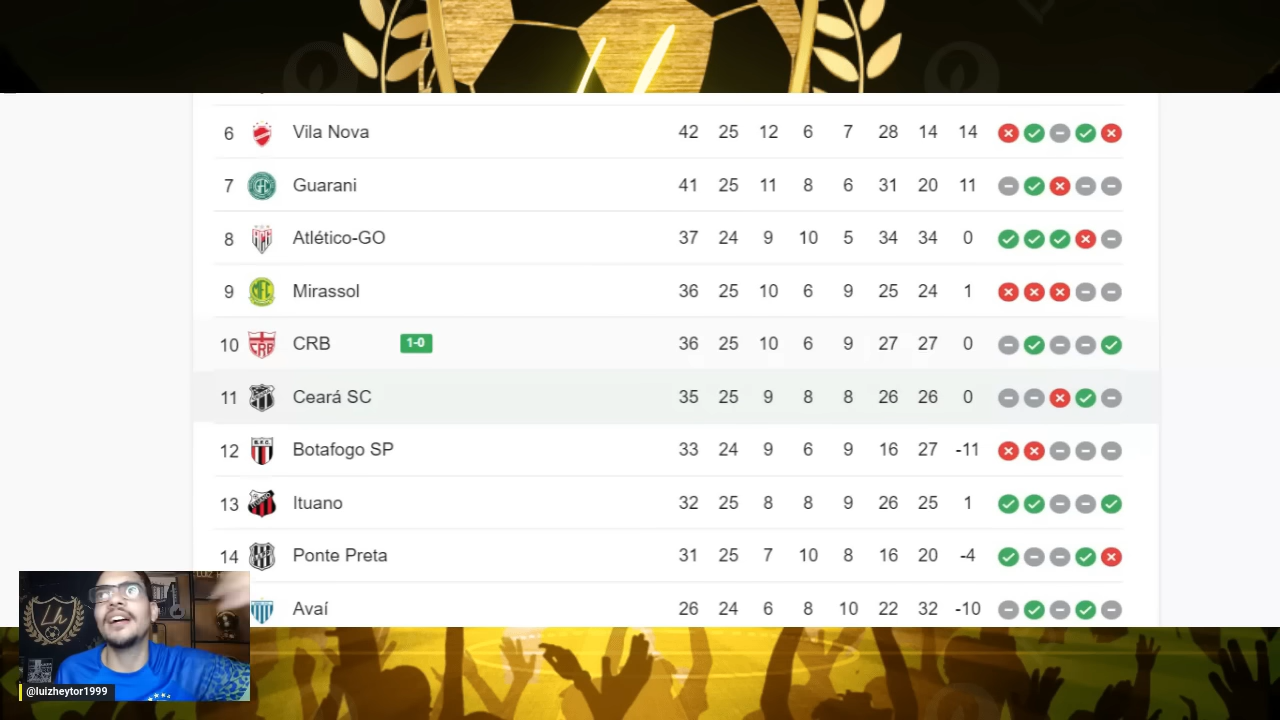 6 Vila Nova 42 25 12 6 7 28 14 14
7 Guarani 41 25 11 8 6 31 20 11
8 Atlético-GO 37 24 9 10 5 34 34 0
9 Mirassol 36 25 10 6 9 25 24 1
10 CRB 1-0 36 25 10 6 9 27 27 0
11 Ceará SC 35 25 9 8 8 26 26 0
12 Botafogo SP 33 24 9 6 9 16 27 -11
13 Ituano 32 25 8 8 9 26 25 1
14 Ponte Preta 31 25 7 10 8 16 20 -4
Avaí 26 24 6 8 10 22 32 -10
Lh
@luizheytor1999